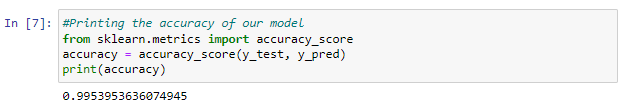 In [7]: #Printing the accuracy of our model
from sklearn.metrics import accuracy_score
accuracy = accuracy_score(y_test, y_pred)
print(accuracy)
0.9953953636074945